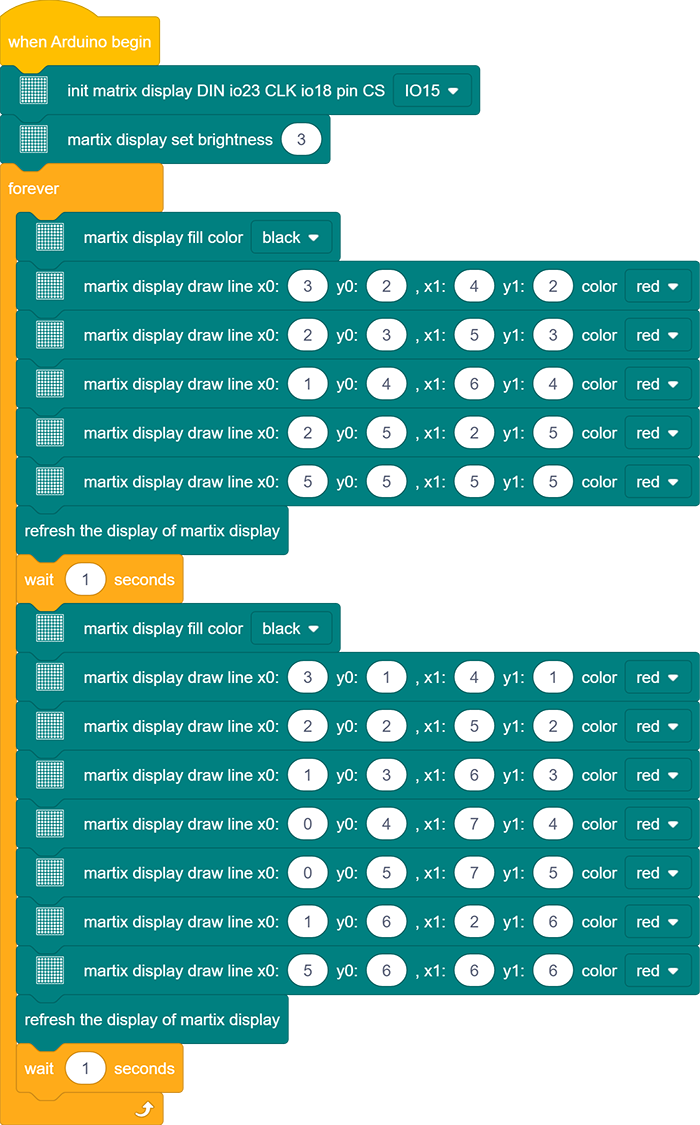 when Arduino begin
init matrix display DIN io23 CLK io18 pin CS IO15
martix display set brightness 3
forever
martix display fill color black
martix display draw line x0: 3 y0: 2 , x1: 4 y1: 2 color red
martix display draw line x0: 2 y0: 3 , x1: 5 y1: 3 color red
martix display draw line x0: 1 y0: 4 , x1: 6 y1: 4 color red
martix display draw line x0: 2 y0: 5 , x1: 2 y1: 5 color red
martix display draw line x0: 5 y0: 5 , x1: 5 y1: 5 color red
refresh the display of martix display
wait 1 seconds
martix display fill color black
martix display draw line x0: 3 y0: 1 , x1: 4 y1: 1 color red
martix display draw line x0: 2 y0: 2 , x1: 5 y1: 2 color red
martix display draw line x0: 1 y0: 3 , x1: 6 y1: 3 color red
martix display draw line x0: 0 y0: 4 , x1: 7 y1: 4 color red
martix display draw line x0: 0 y0: 5 , x1: 7 y1: 5 color red
martix display draw line x0: 1 y0: 6 , x1: 2 y1: 6 color red
martix display draw line x0: 5 y0: 6 , x1: 6 y1: 6 color red
refresh the display of martix display
wait 1 seconds